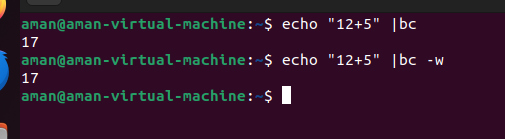 aman@aman-virtual-machine:~$ echo "12+5" |bc
17
aman@aman-virtual-machine:~$ echo "12+5" |bc -w
17
aman@aman-virtual-machine:~$